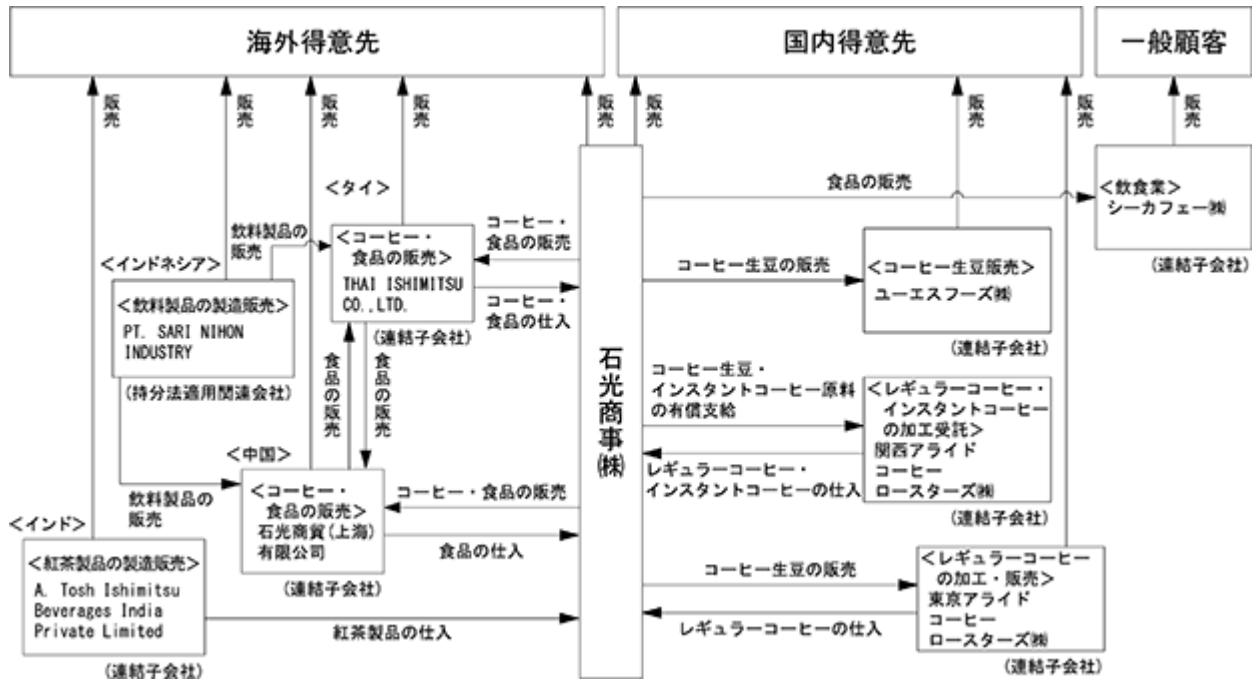 海外得意先
国内得意先
一般顧客
販売
販売
販売
販売
販売
販売
販売
販売
販売
＜タイ＞
＜コーヒー・
食品の販売＞
THAI ISHIMITSU
CO.,LTD.
(連結子会社)
飲料製品の
販売
＜インドネシア＞
＜飲料製品の製造販売＞
PT. SARI NIHON
INDUSTRY
(持分法適用関連会社)
飲料製品の
販売
食品の販売
食品の販売
＜中国＞
＜コーヒー・
食品の販売＞
石光商貿(上海)
有限公司
(連結子会社)
＜インド＞
＜紅茶製品の製造販売＞
A. Tosh Ishimitsu
Beverages India
Private Limited
(連結子会社)
コーヒー・
食品の販売
コーヒー・
食品の仕入
コーヒー・食品の販売
食品の仕入
紅茶製品の仕入
石光商事㈱
食品の販売
＜飲食業＞
シーカフェー㈱
(連結子会社)
コーヒー生豆の販売
＜コーヒー生豆販売＞
ユーエスフーズ㈱
(連結子会社)
コーヒー生豆・
インスタントコーヒー原料
の有償支給
レギュラーコーヒー・
インスタントコーヒーの仕入
＜レギュラーコーヒー・
インスタントコーヒー
の加工受託＞
関西アライド
コーヒー
ロースターズ㈱
(連結子会社)
コーヒー生豆の販売
レギュラーコーヒーの仕入
＜レギュラーコーヒー
の加工・販売＞
東京アライド
コーヒー
ロースターズ㈱
(連結子会社)